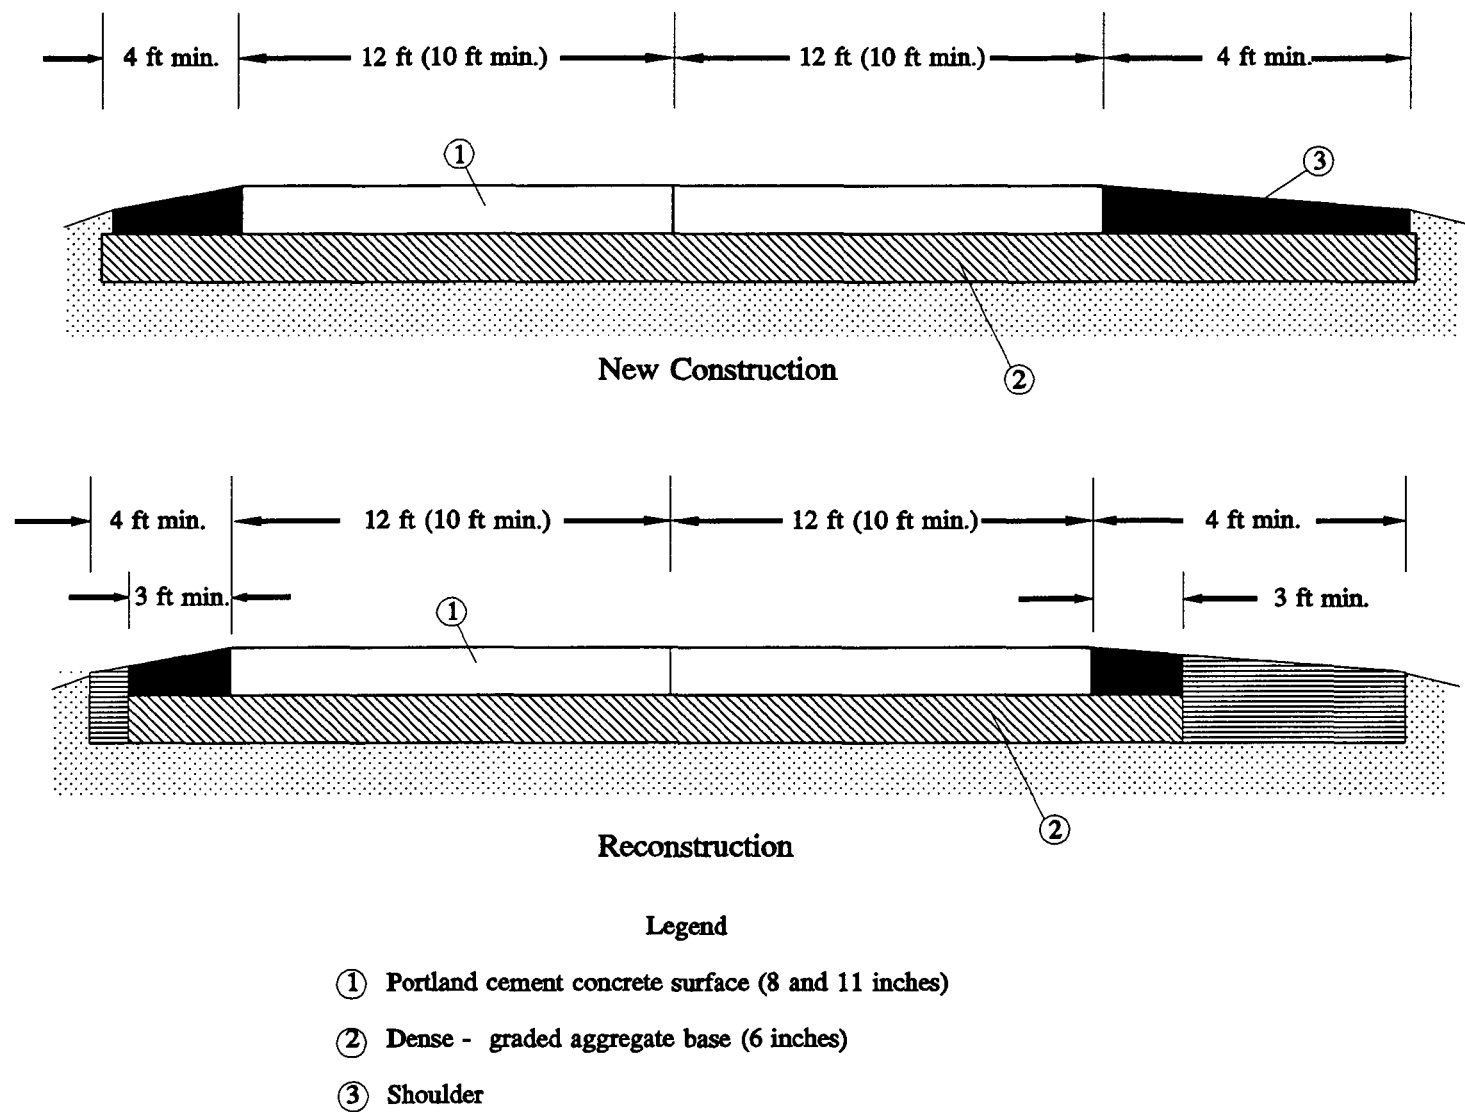 4 ft min. 12 ft (10 ft min.) 12 ft (10 ft min.) 4 ft min.
1
3
New Construction
2
4 ft min. 12 ft (10 ft min.) 12 ft (10 ft min.) 4 ft min.
3 ft min. 3 ft min.
1
2
Reconstruction
Legend
1 Portland cement concrete surface (8 and 11 inches)
2 Dense - graded aggregate base (6 inches)
3 Shoulder